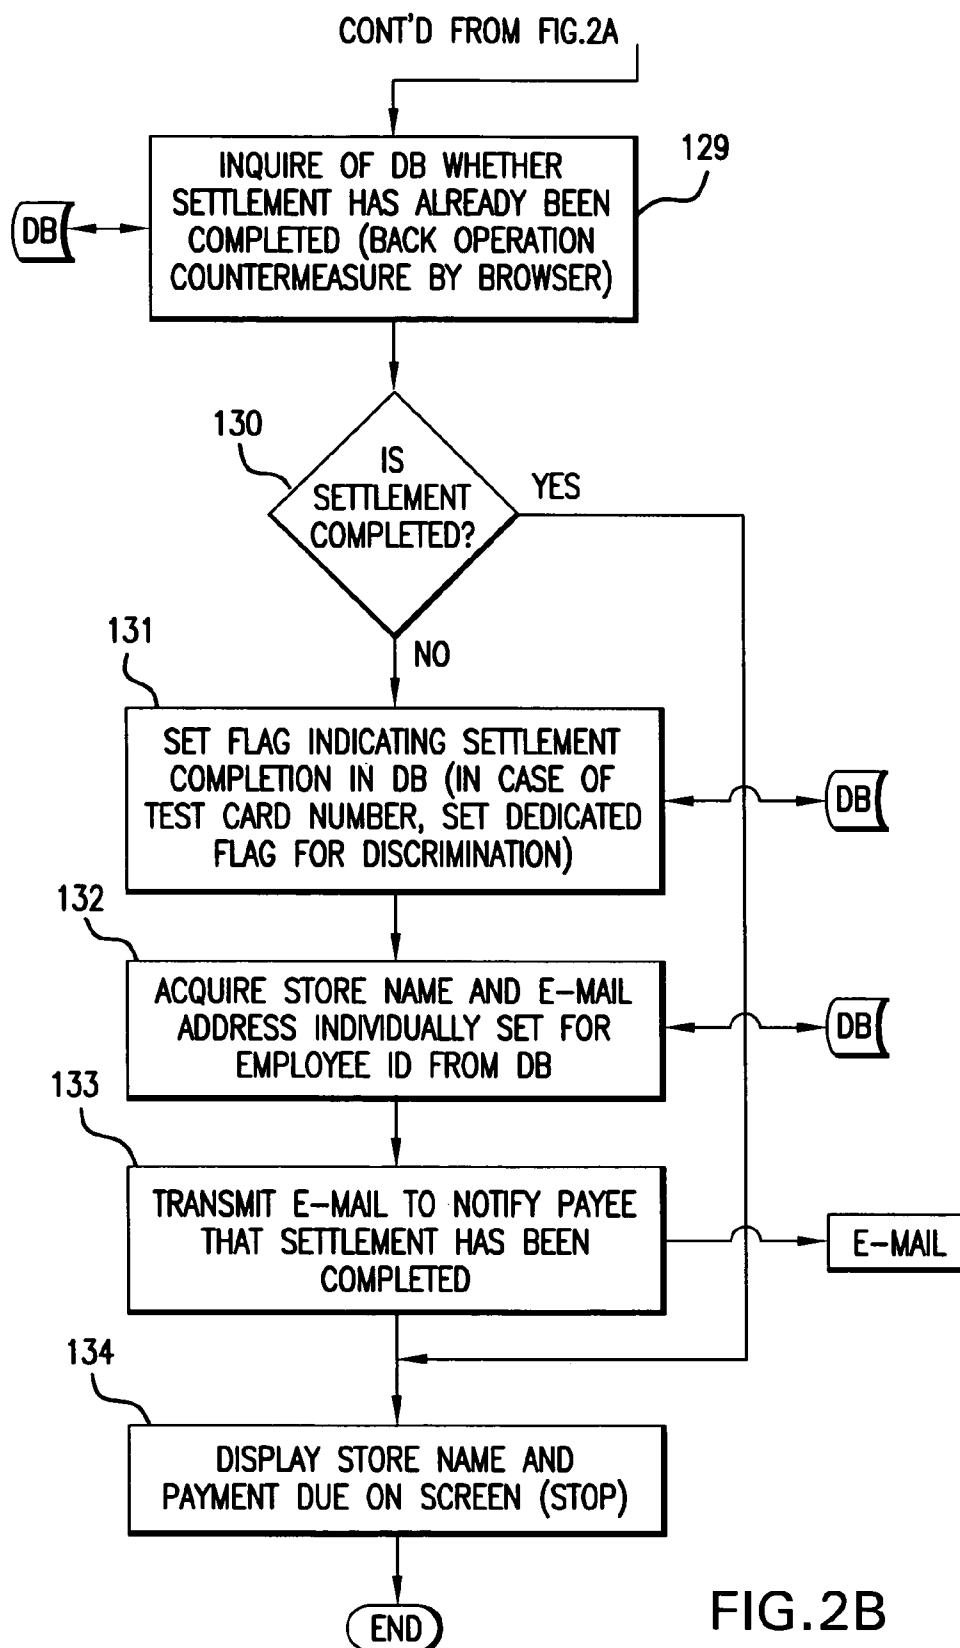 CONT'D FROM FIG.2A
129
INQUIRE OF DB WHETHER
SETTLEMENT HAS ALREADY BEEN
COMPLETED (BACK OPERATION
COUNTERMEASURE BY BROWSER)
DB
130
IS
SETTLEMENT
COMPLETED?
YES
NO
131
SET FLAG INDICATING SETTLEMENT
COMPLETION IN DB (IN CASE OF
TEST CARD NUMBER, SET DEDICATED
FLAG FOR DISCRIMINATION)
DB
132
ACQUIRE STORE NAME AND E-MAIL
ADDRESS INDIVIDUALLY SET FOR
EMPLOYEE ID FROM DB
DB
133
TRANSMIT E-MAIL TO NOTIFY PAYEE
THAT SETTLEMENT HAS BEEN
COMPLETED
E-MAIL
134
DISPLAY STORE NAME AND
PAYMENT DUE ON SCREEN (STOP)
END
FIG.2B